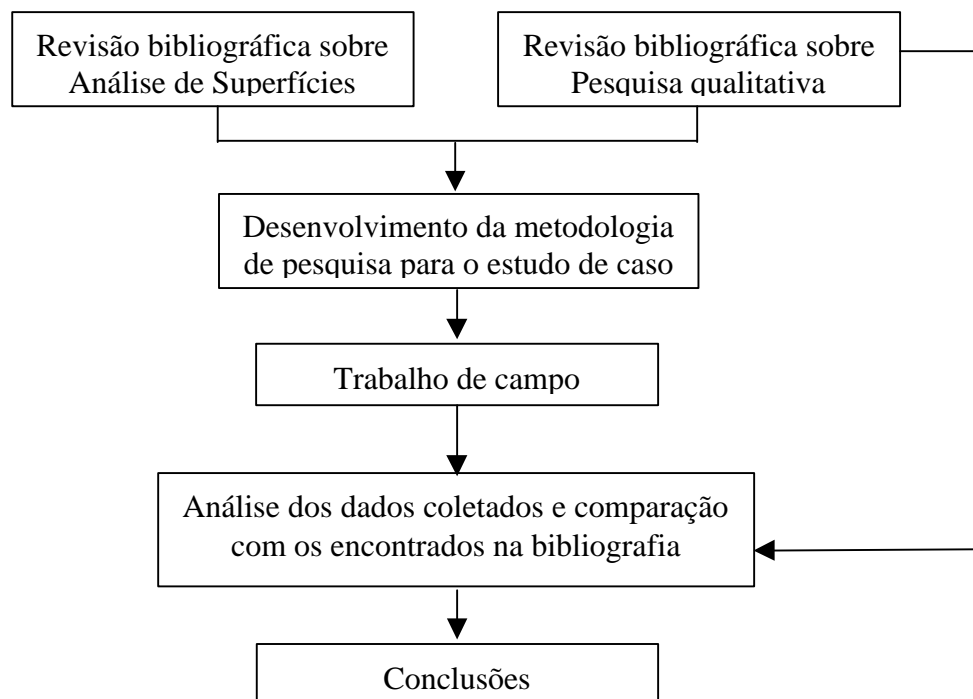 Revisão bibliográfica sobre
Análise de Superfícies
Revisão bibliográfica sobre
Pesquisa qualitativa
Desenvolvimento da metodologia
de pesquisa para o estudo de caso
Trabalho de campo
Análise dos dados coletados e comparação
com os encontrados na bibliografia
Conclusões